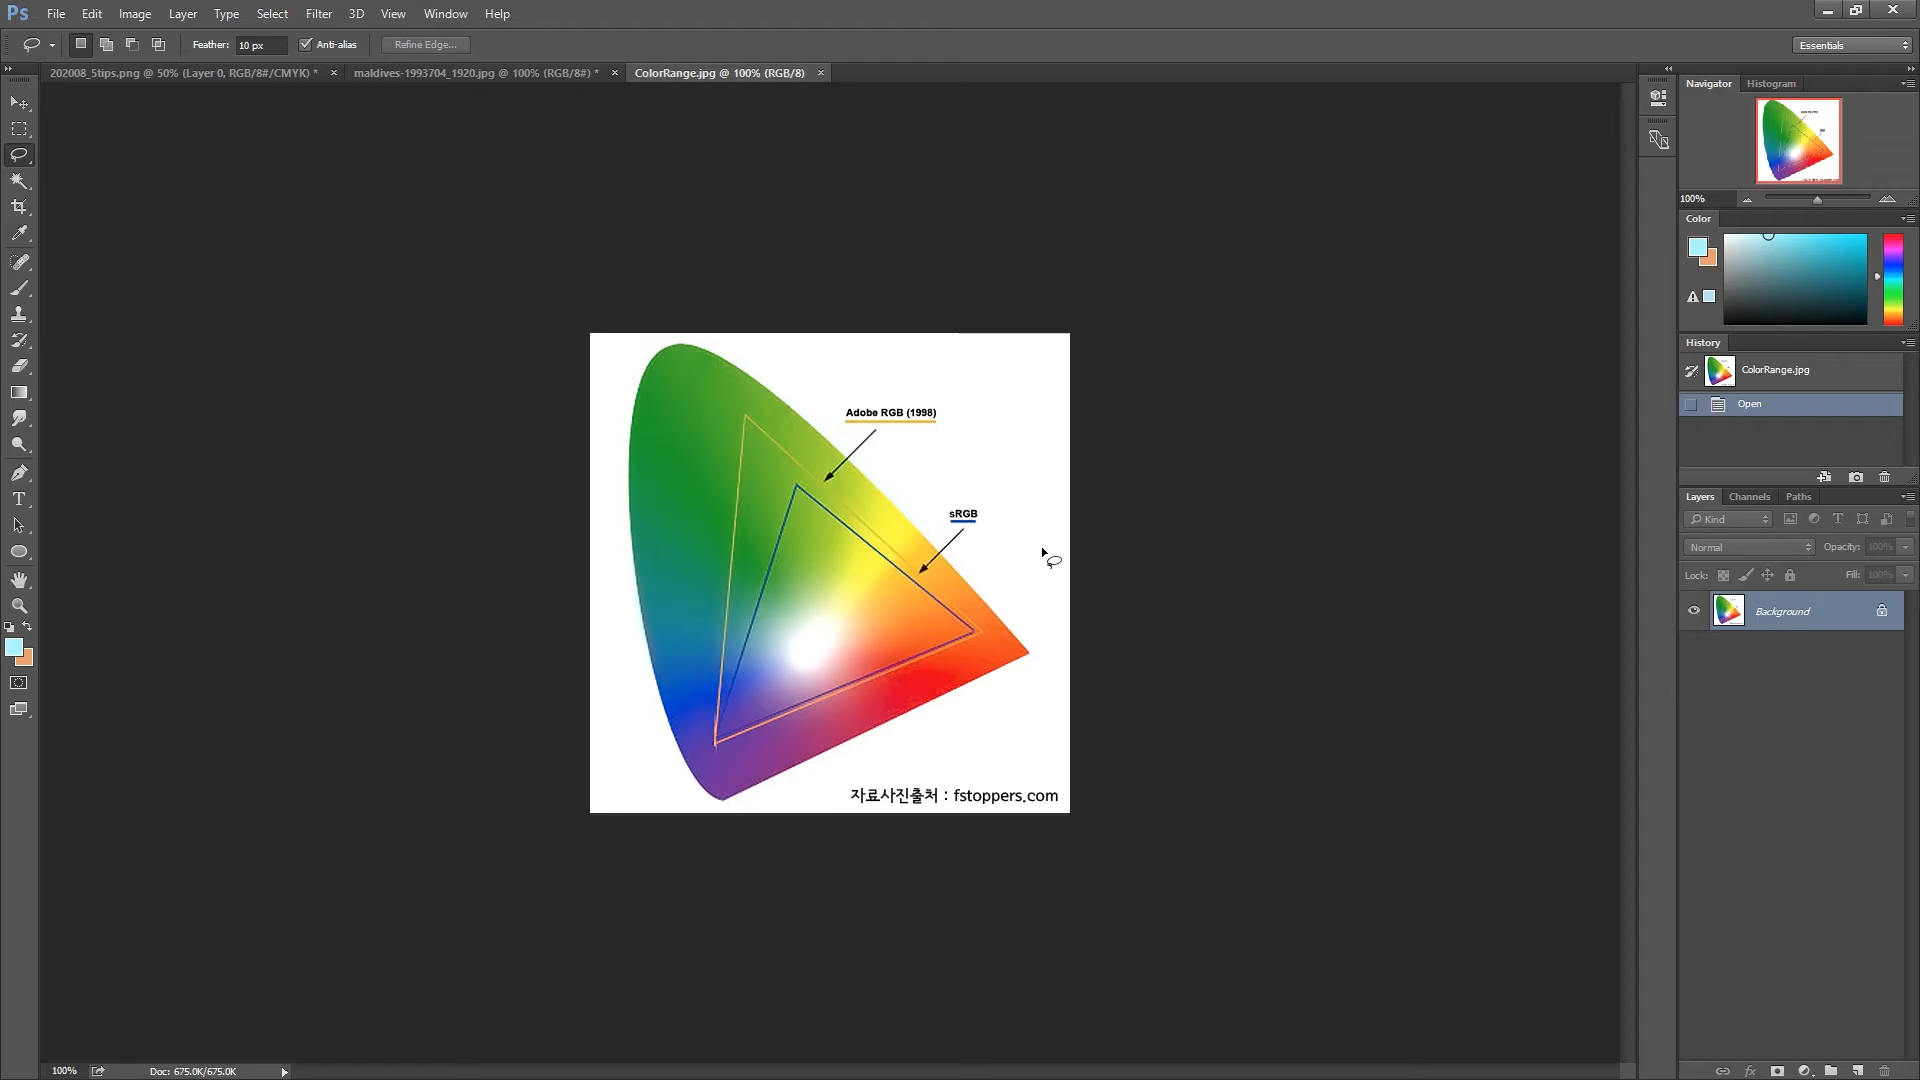 Ps File Edit Image Layer Type Select Filter 3D View Window Help
Feather: 10 px Anti-alias Refine Edge... Essentials
202008_5tips.png @ 50% (Layer 0, RGB/8#/CMYK) * maldives-1993704_1920.jpg @ 100% (RGB/8#) * ColorRange.jpg @ 100% (RGB/8)
Navigator Histogram
100%
Color
History
ColorRange.jpg
Open
Adobe RGB (1998)
sRGB
자료사진출처 : fstoppers.com
Layers Channels Paths
Kind
Normal Opacity: 100%
Lock: Fill: 100%
Background
100% Doc: 675.0K/675.0K